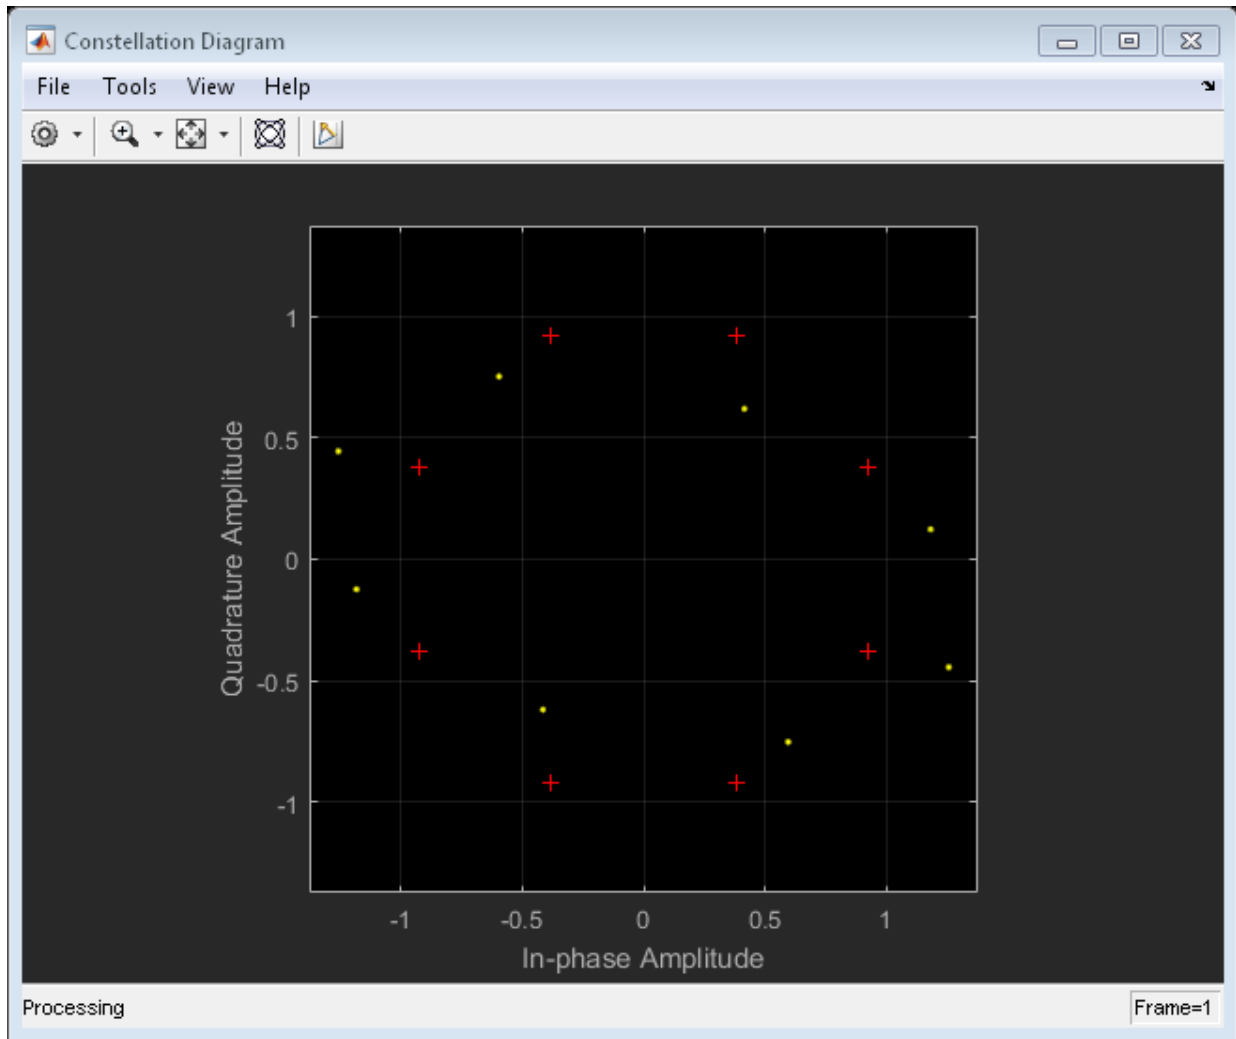 Constellation Diagram
File Tools View Help
1
0.5
0
-0.5
-1
Quadrature Amplitude
-1 -0.5 0 0.5 1
In-phase Amplitude
Processing Frame=1